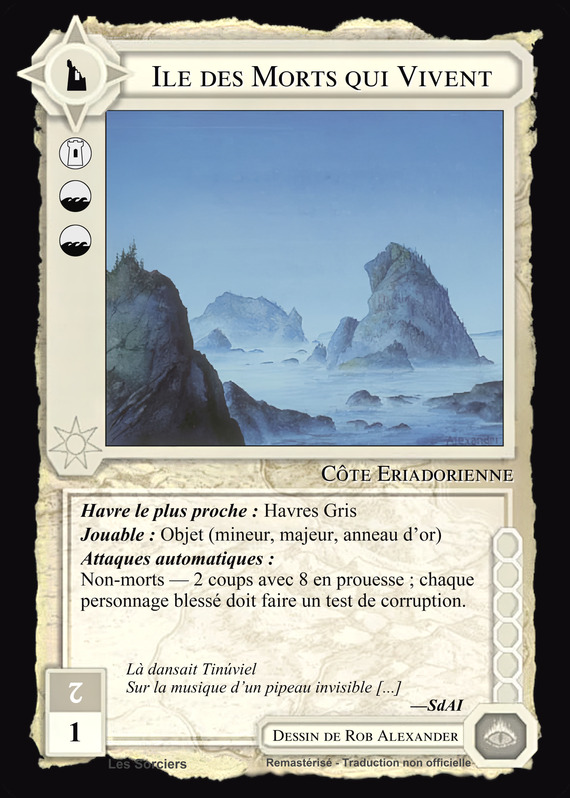 Ile des Morts qui Vivent
Alexander
Côte Eriadorienne
Havre le plus proche : Havres Gris
Jouable : Objet (mineur, majeur, anneau d’or)
Attaques automatiques :
Non-morts — 2 coups avec 8 en prouesse ; chaque
personnage blessé doit faire un test de corruption.
Là dansait Tinúviel
Sur la musique d’un pipeau invisible [...]
—SdAI
2
1
Dessin de Rob Alexander
Les Sorciers
Remastérisé - Traduction non officielle